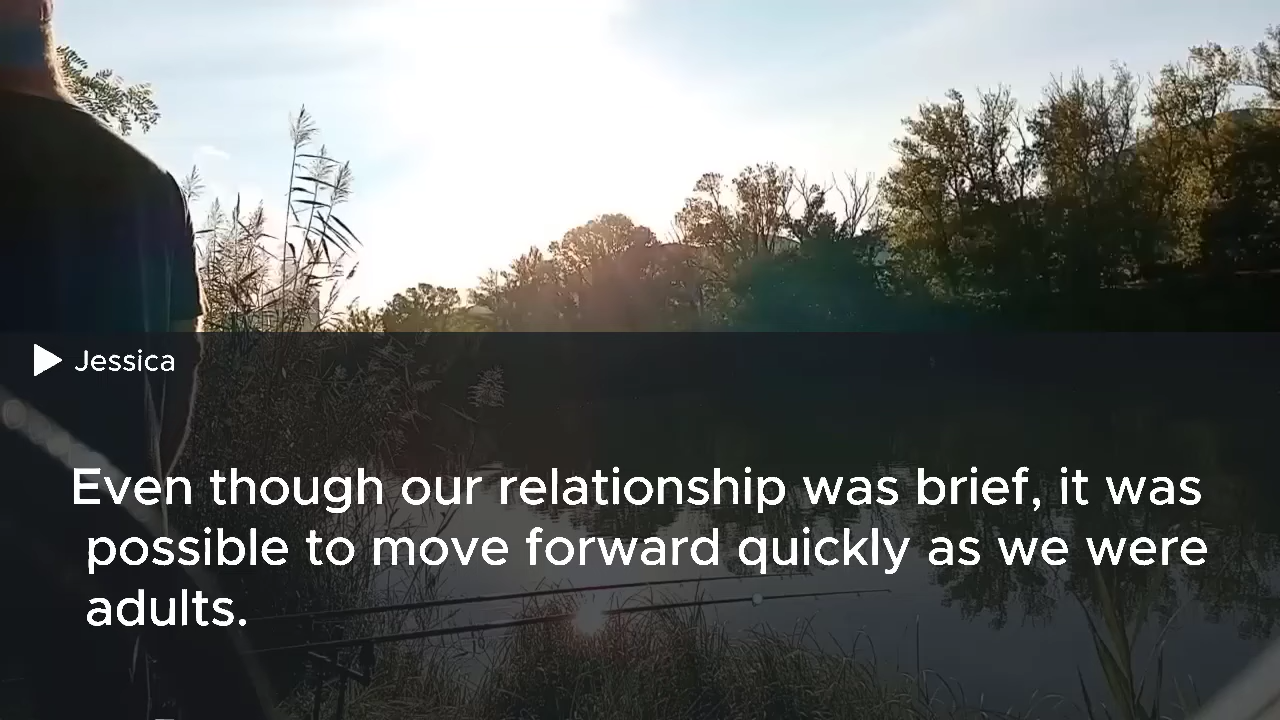 Jessica
Even though our relationship was brief, it was
possible to move forward quickly as we were
adults.